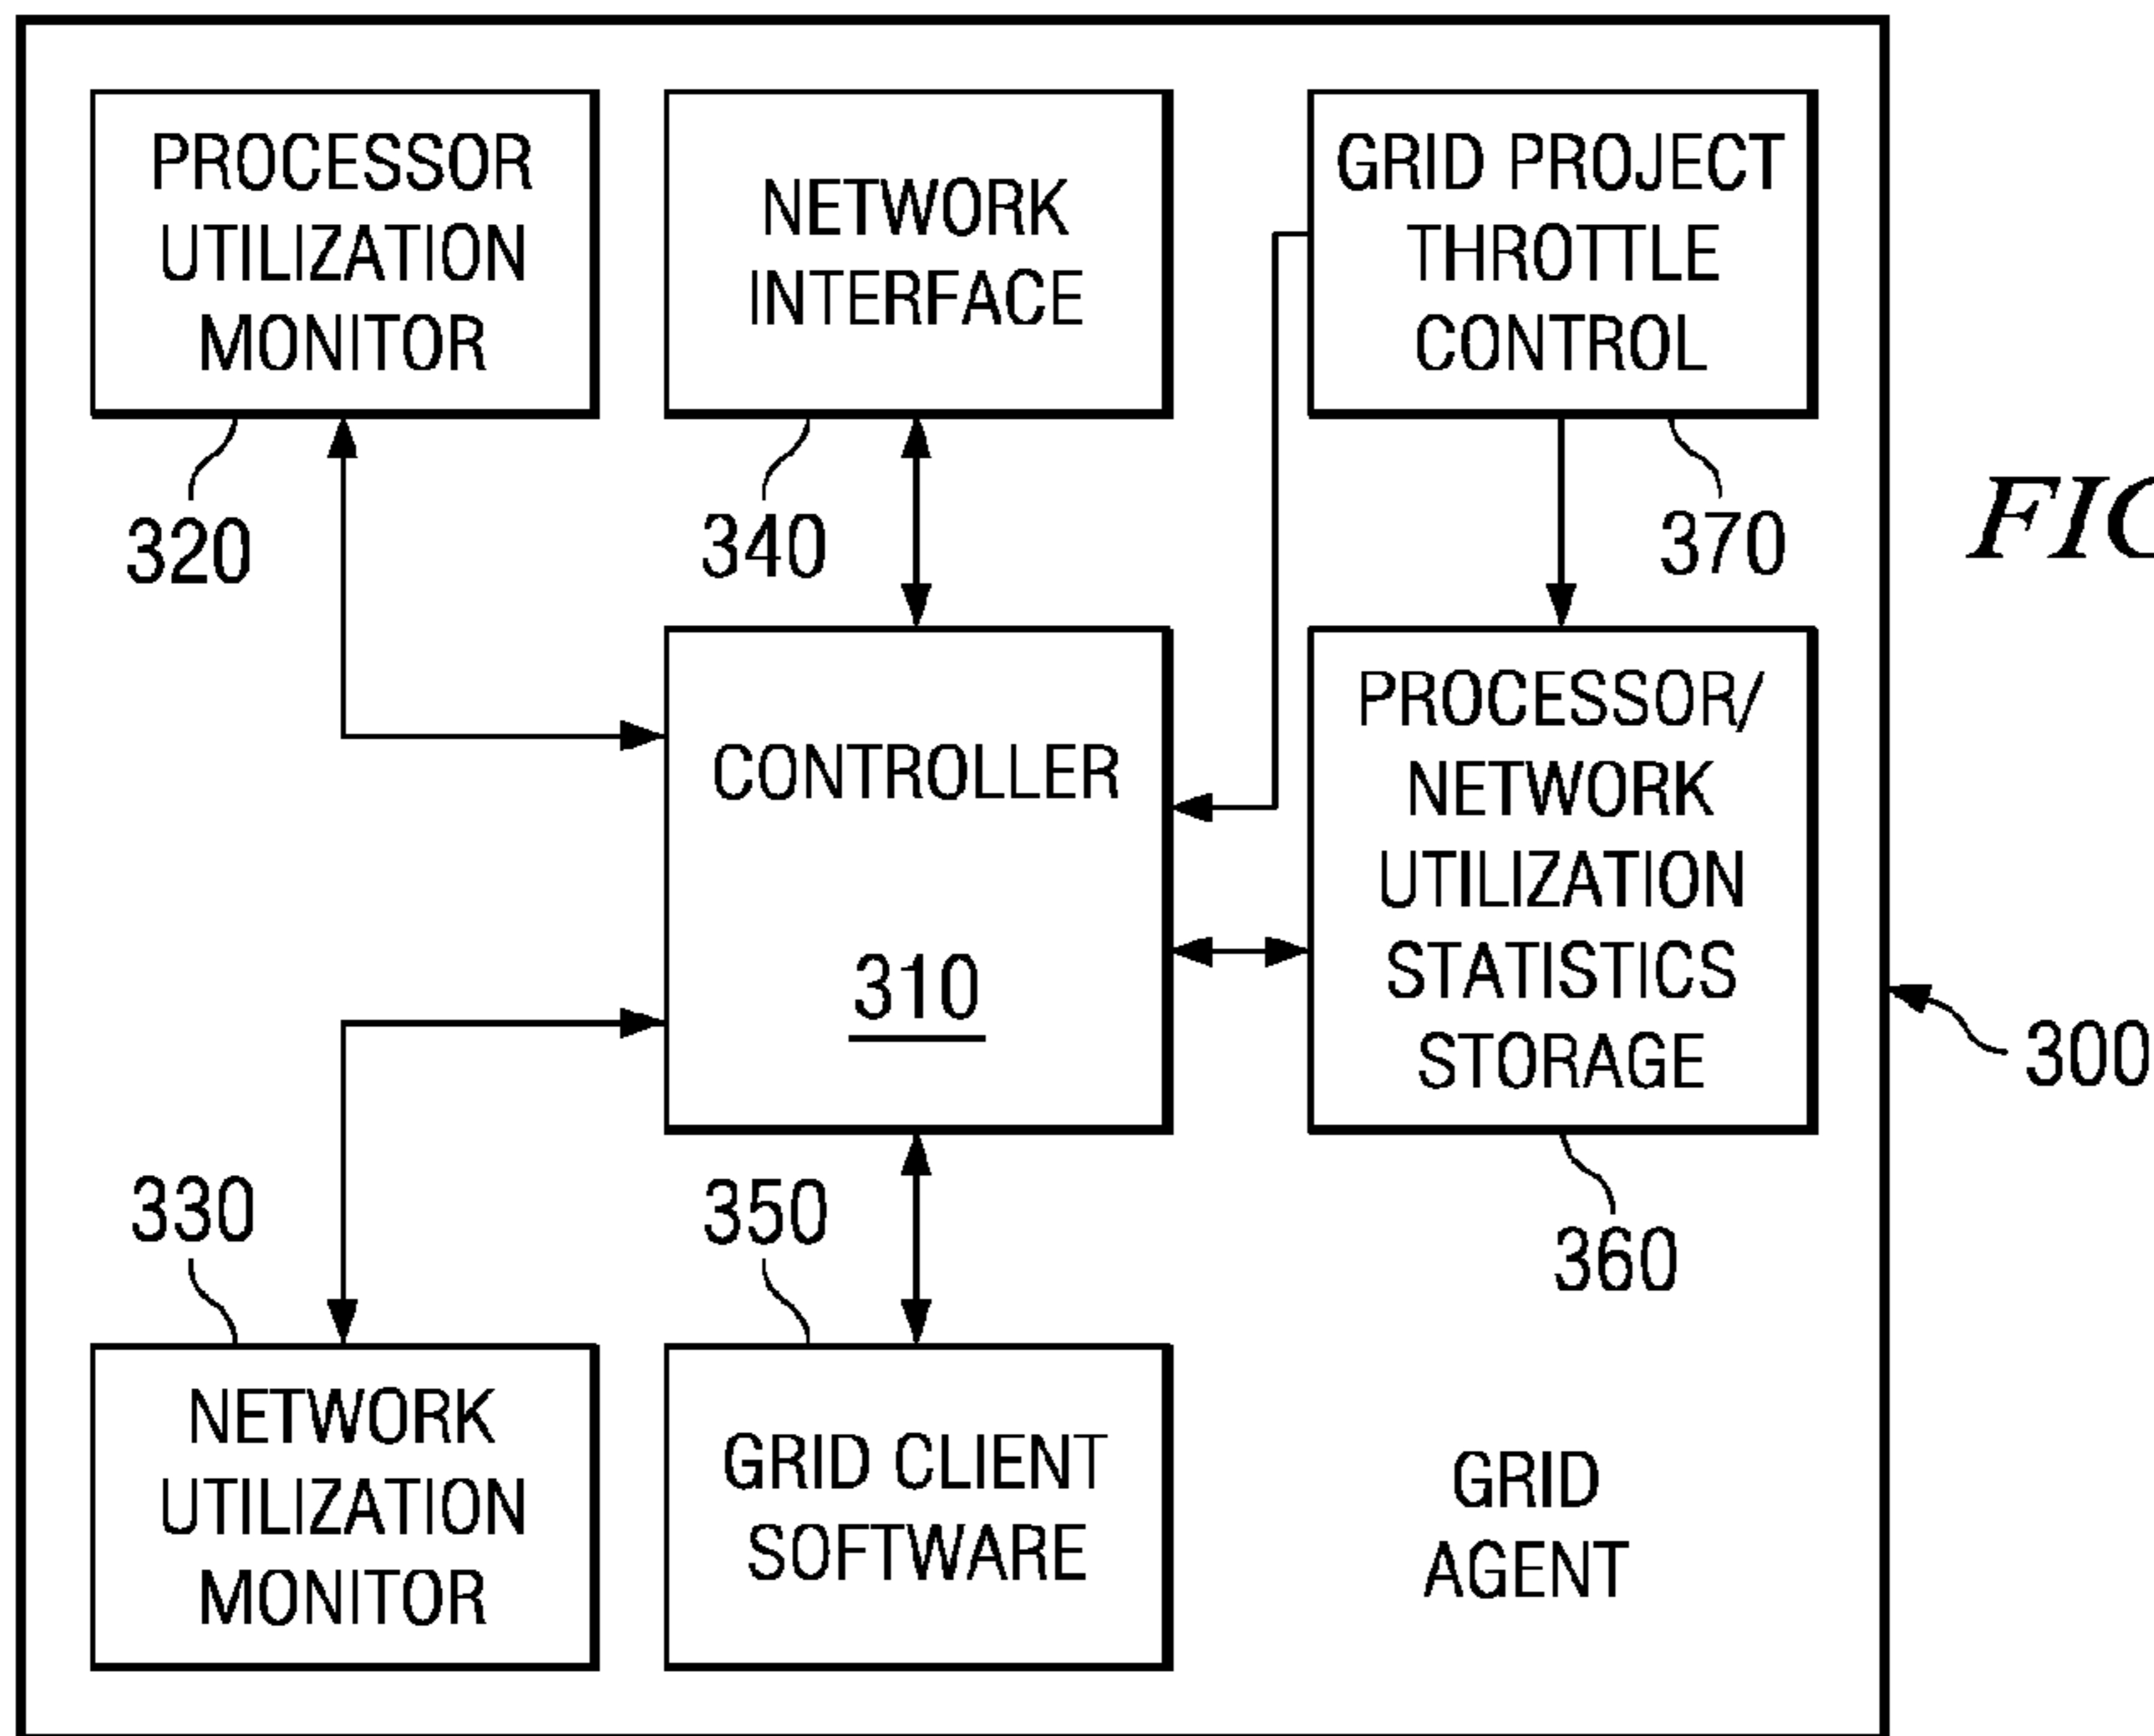 PROCESSOR
UTILIZATION
MONITOR
320
NETWORK
INTERFACE
340
GRID PROJECT
THROTTLE
CONTROL
370
CONTROLLER
310
PROCESSOR/
NETWORK
UTILIZATION
STATISTICS
STORAGE
360
300
330
NETWORK
UTILIZATION
MONITOR
350
GRID CLIENT
SOFTWARE
GRID
AGENT